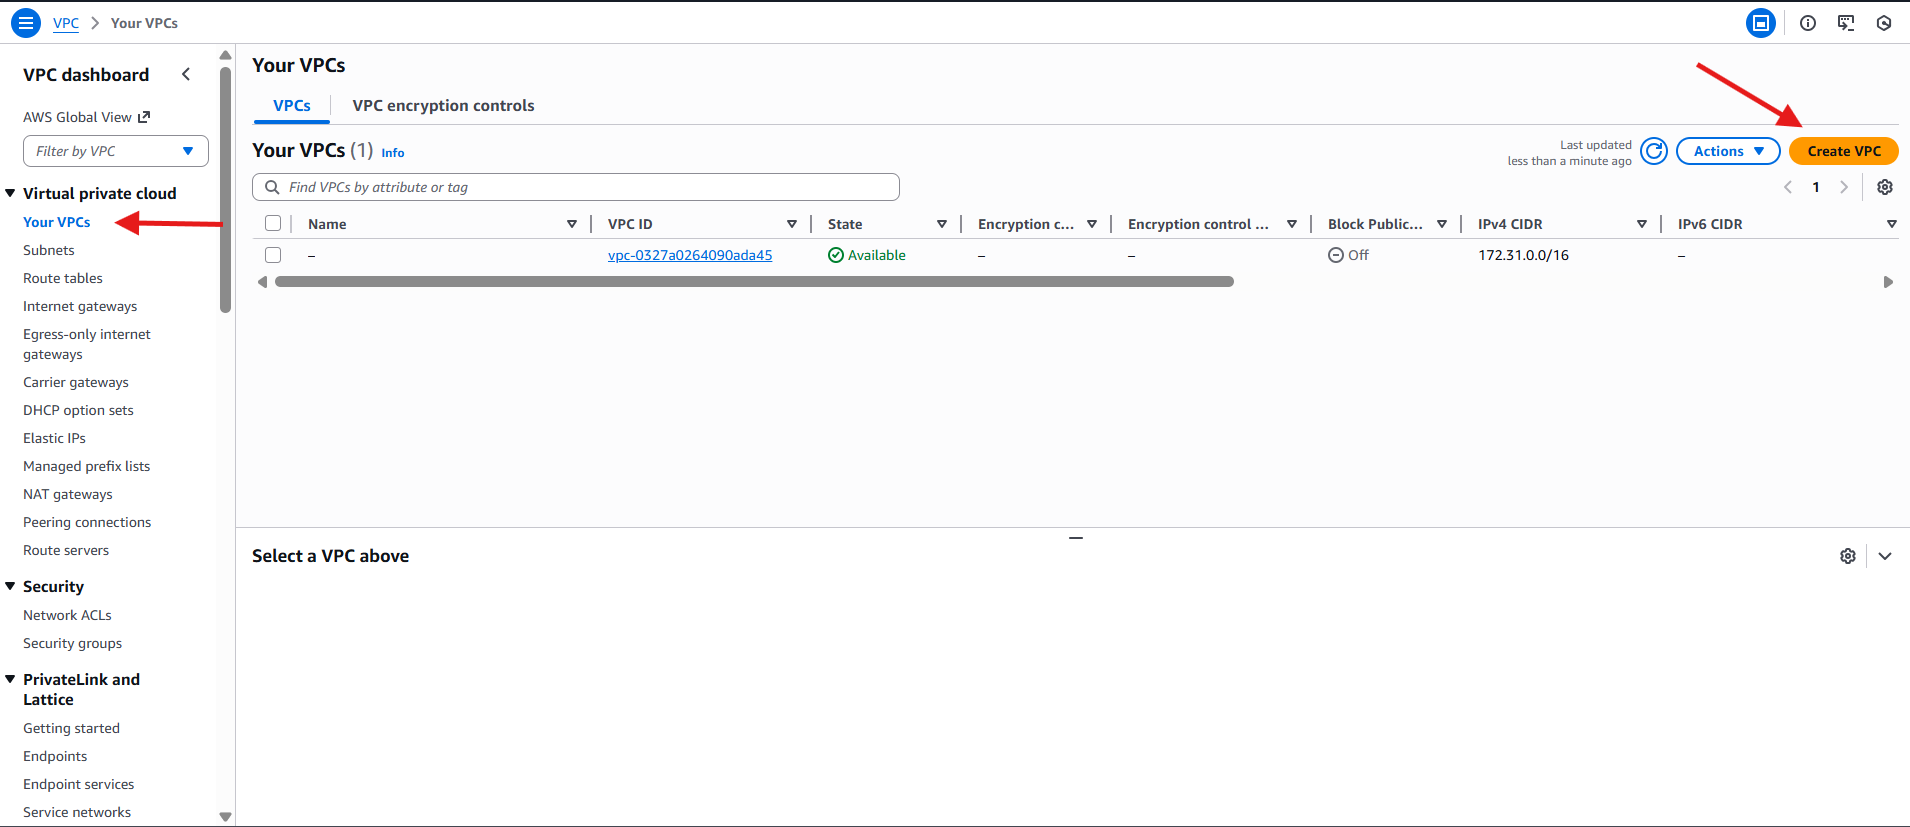 VPC > Your VPCs
VPC dashboard
AWS Global View
Filter by VPC
Virtual private cloud
Your VPCs
Subnets
Route tables
Internet gateways
Egress-only internet
gateways
Carrier gateways
DHCP option sets
Elastic IPs
Managed prefix lists
NAT gateways
Peering connections
Route servers
Security
Network ACLs
Security groups
PrivateLink and
Lattice
Getting started
Endpoints
Endpoint services
Service networks
Your VPCs
VPCs VPC encryption controls
Your VPCs (1) Info
Last updated
less than a minute ago
Actions Create VPC
Find VPCs by attribute or tag
1
Name VPC ID State Encryption c... Encryption control ... Block Public... IPv4 CIDR IPv6 CIDR
– vpc-0327a0264090ada45 Available – – Off 172.31.0.0/16 –
Select a VPC above